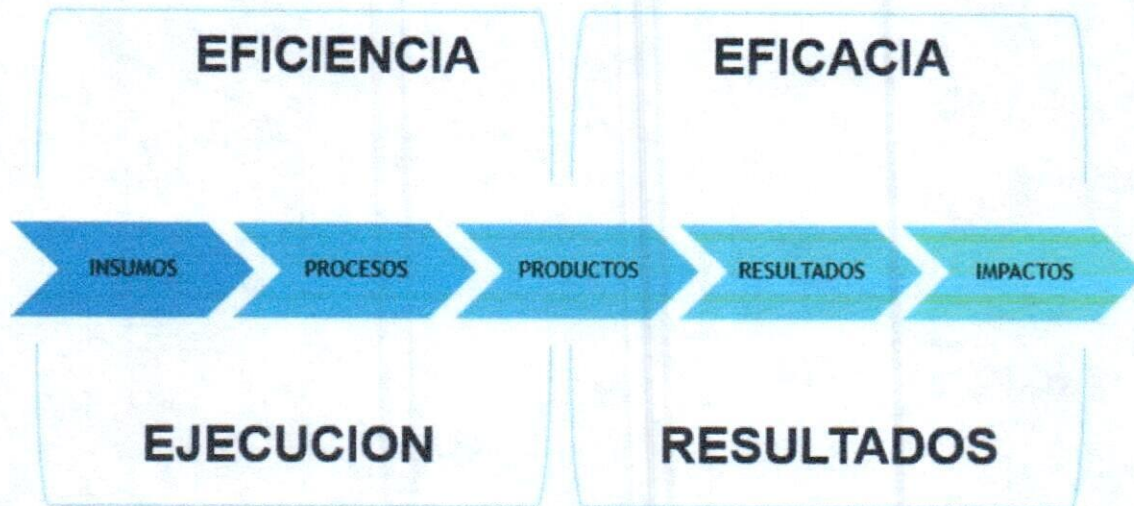 EFICIENCIA
EFICACIA
INSUMOS
PROCESOS
PRODUCTOS
RESULTADOS
IMPACTOS
EJECUCION
RESULTADOS